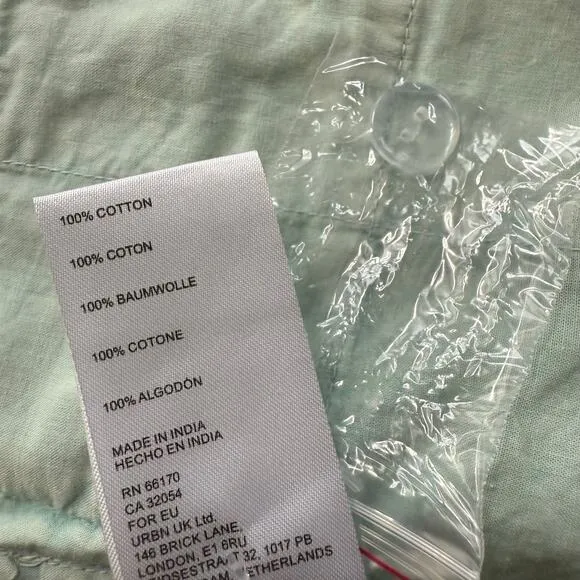 100% COTTON
100% COTON
100% BAUMWOLLE
100% COTONE
100% ALGODÓN
MADE IN INDIA
HECHO EN INDIA
RN 66170
CA 32054
FOR EU
URBN UK Ltd.
146 BRICK LANE,
LONDON, E1 6RU
32, 1017 PB
NETHERLANDS